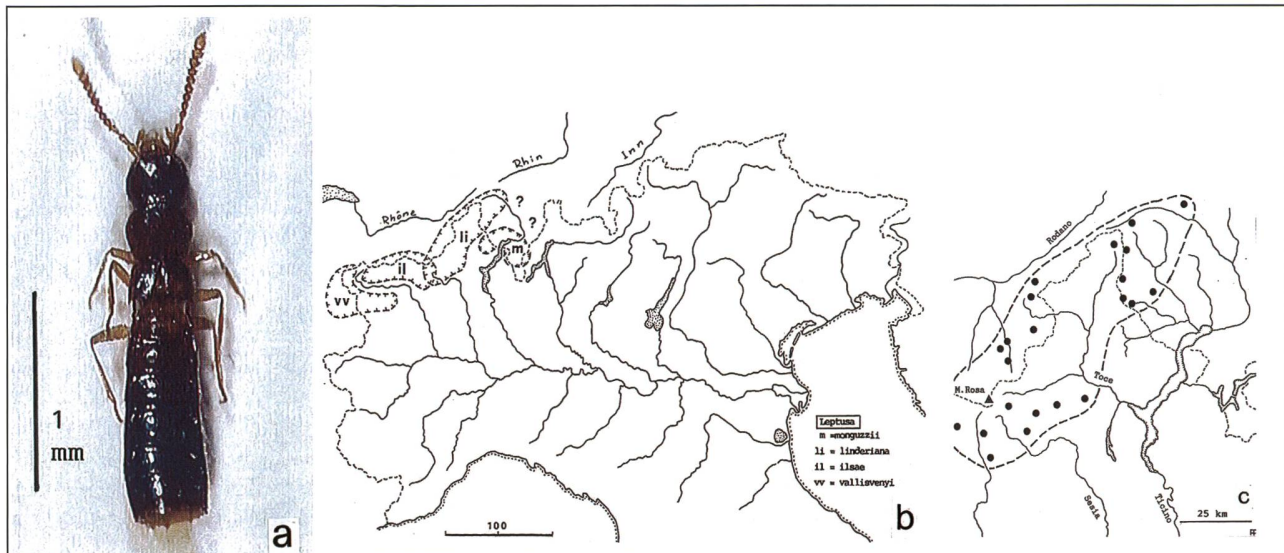 1
mm
a
Rhin
Inn
Rhône
?
?
li
m
il
vv
Leptusa
m =monguzzii
li = linderiana
il = ilsae
vv = vallisvenyi
100
b
Rodano
M.Rosa
Toce
Sesia
Ticino
c
25 km